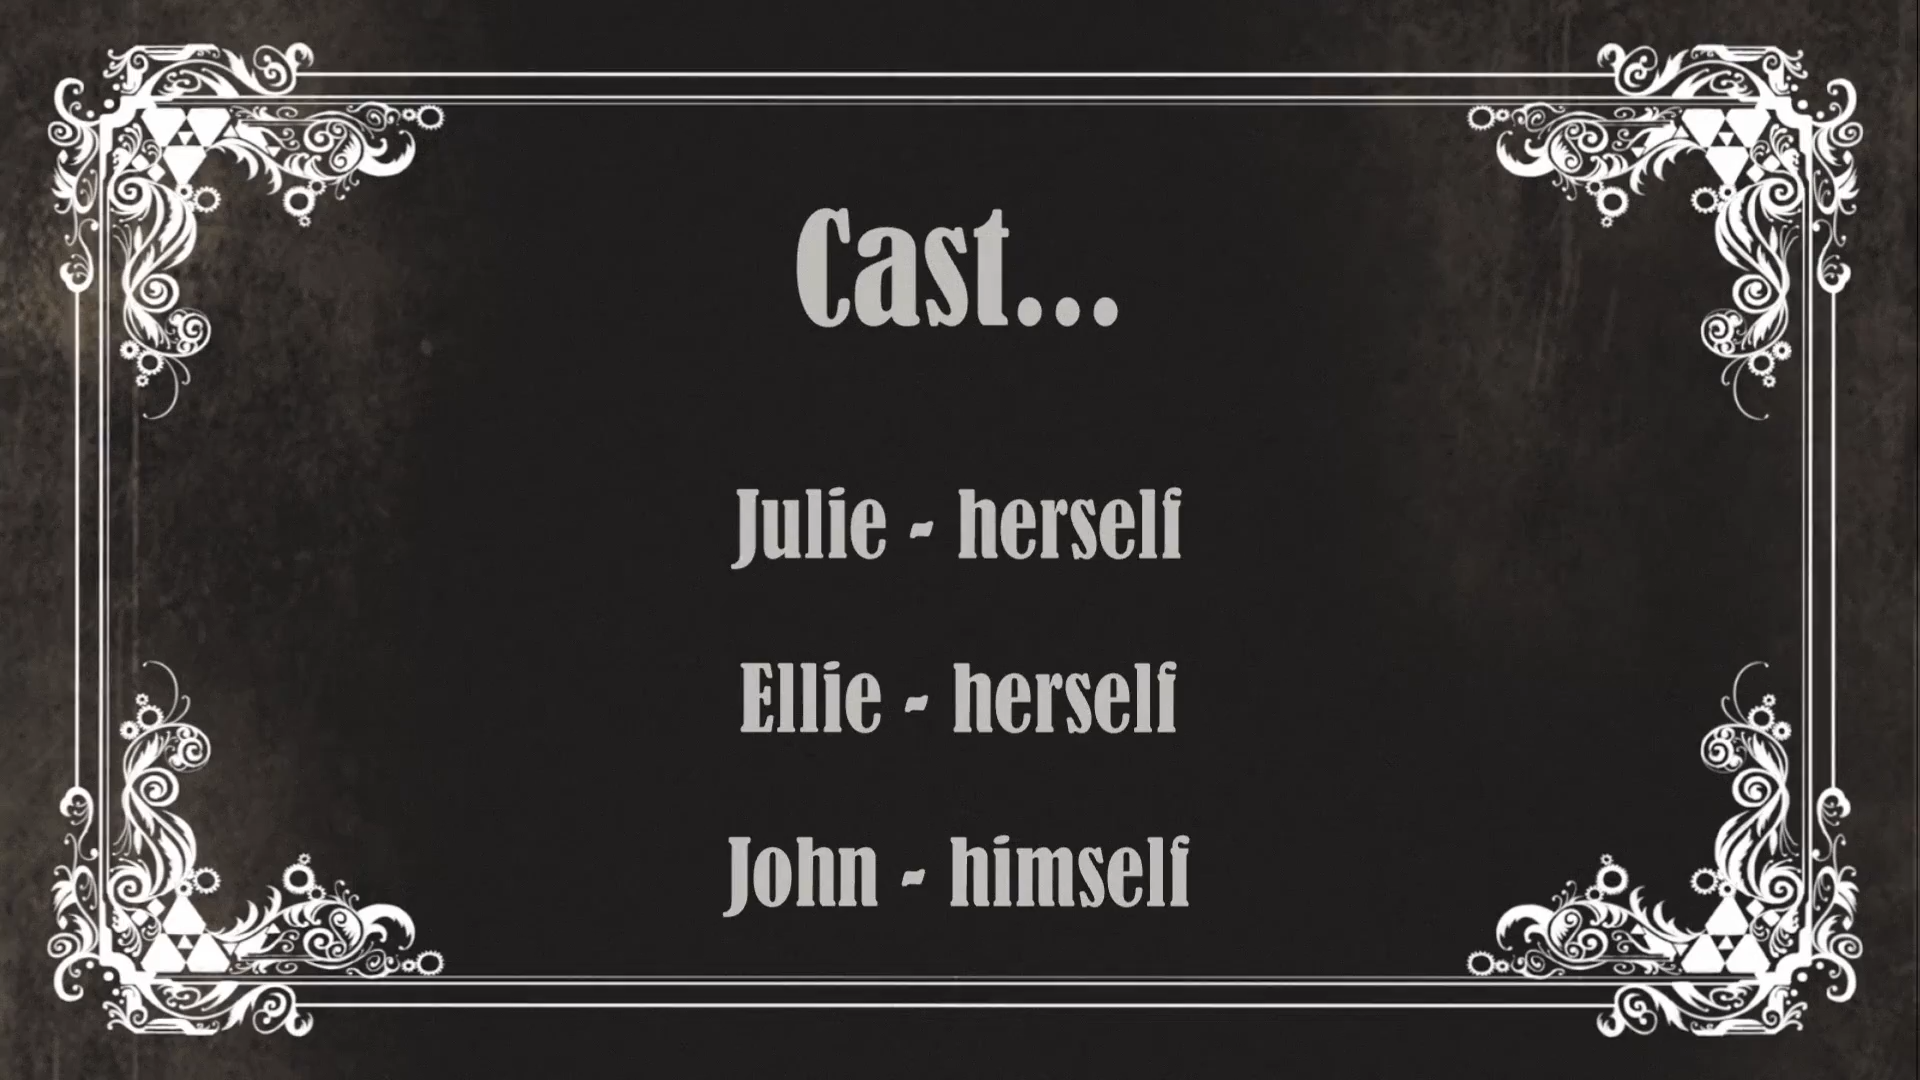 Cast...
Julie - herself
Ellie - herself
John - himself